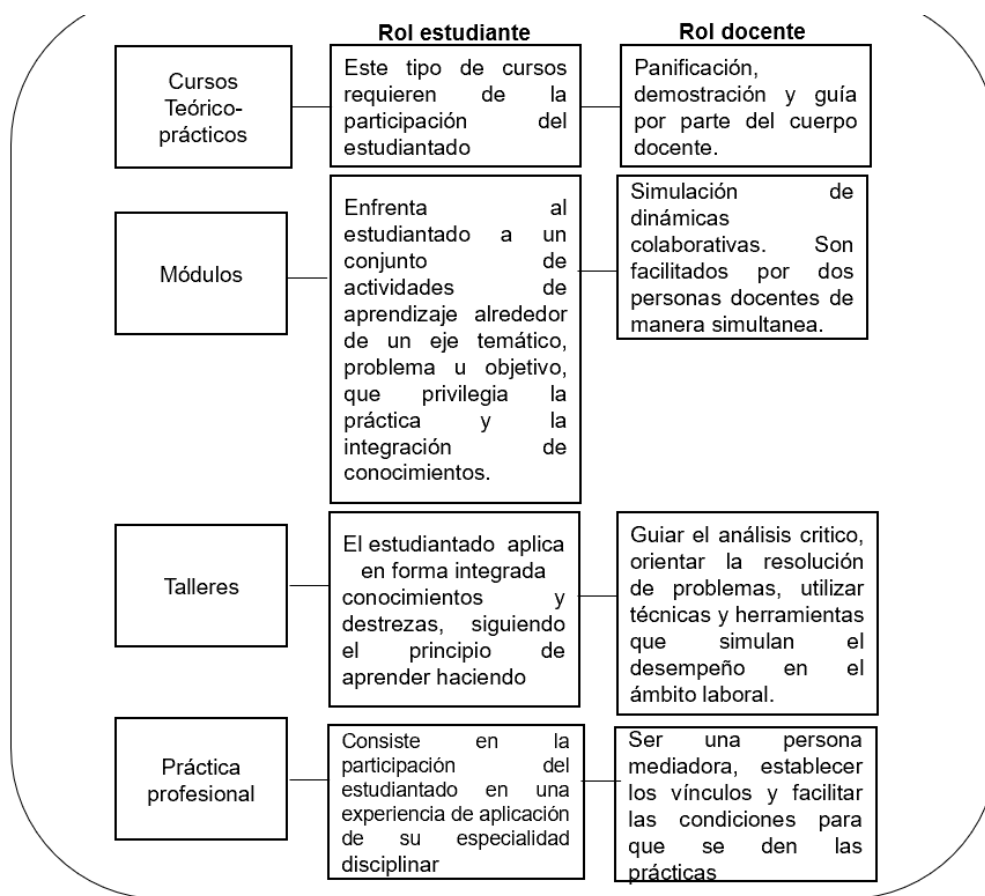 Rol estudiante
Rol docente
Cursos
Teórico-
prácticos
Este tipo de cursos
requieren de la
participación del
estudiantado
Panificación,
demostración y guía
por parte del cuerpo
docente.
Módulos
Enfrenta al
estudiantado a un
conjunto de
actividades de
aprendizaje alrededor
de un eje temático,
problema u objetivo,
que privilegia la
práctica y la
integración de
conocimientos.
Simulación de
dinámicas
colaborativas. Son
facilitados por dos
personas docentes de
manera simultanea.
Talleres
El estudiantado aplica
en forma integrada
conocimientos y
destrezas, siguiendo
el principio de
aprender haciendo
Guiar el análisis critico,
orientar la resolución
de problemas, utilizar
técnicas y herramientas
que simulan el
desempeño en el
ámbito laboral.
Práctica
profesional
Consiste en la
participación del
estudiantado en una
experiencia de aplicación
de su especialidad
disciplinar
Ser una persona
mediadora, establecer
los vínculos y facilitar
las condiciones para
que se den las
prácticas